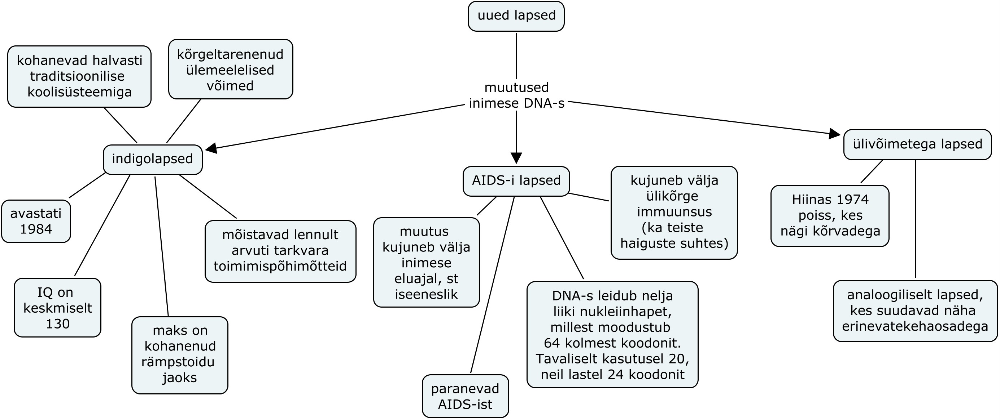 uued lapsed
muutused
inimese DNA-s
kohanevad halvasti
traditsioonilise
koolisüsteemiga
kõrgeltarenenud
ülemeelelised
võimed
indigolapsed
avastati
1984
IQ on
keskmiselt
130
maks on
kohanenud
rämpstoidu
jaoks
mõistavad lennult
arvuti tarkvara
toimimispõhimõtteid
AIDS-i lapsed
muutus
kujuneb välja
inimese
eluajal, st
iseeneslik
paranevad
AIDS-ist
DNA-s leidub nelja
liiki nukleiinhapet,
millest moodustub
64 kolmest koodonit.
Tavaliselt kasutusel 20,
neil lastel 24 koodonit
kujuneb välja
ülikõrge
immuunsus
(ka teiste
haiguste suhtes)
ülivõimetega lapsed
Hiinas 1974
poiss, kes
nägi kõrvadega
analoogiliselt lapsed,
kes suudavad näha
erinevatekehaosadega